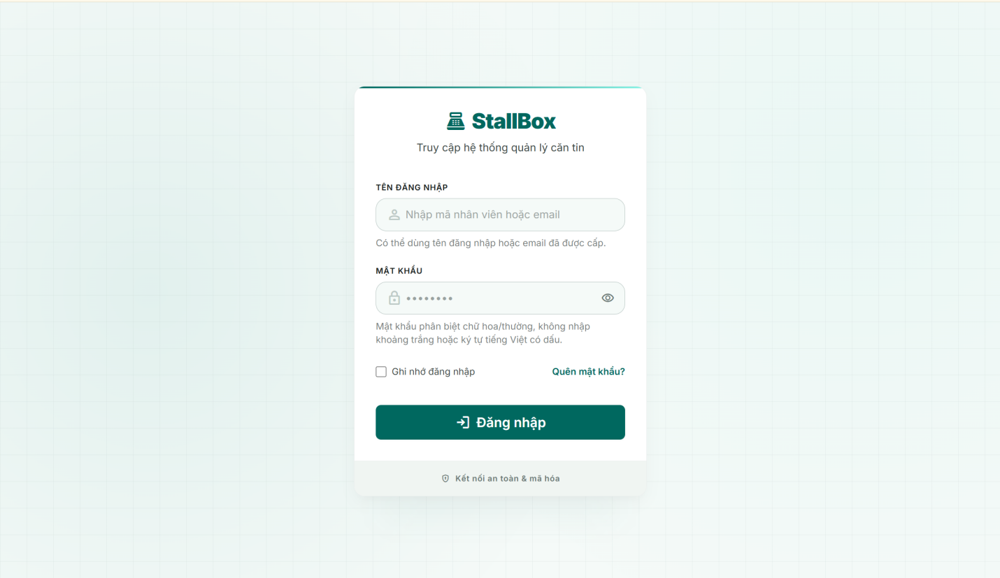 StallBox
Truy cập hệ thống quản lý căn tin
TÊN ĐĂNG NHẬP
Nhập mã nhân viên hoặc email
Có thể dùng tên đăng nhập hoặc email đã được cấp.
MẬT KHẨU
••••••••
Mật khẩu phân biệt chữ hoa/thường, không nhập
khoảng trắng hoặc ký tự tiếng Việt có dấu.
Ghi nhớ đăng nhập
Quên mật khẩu?
Đăng nhập
Kết nối an toàn & mã hóa